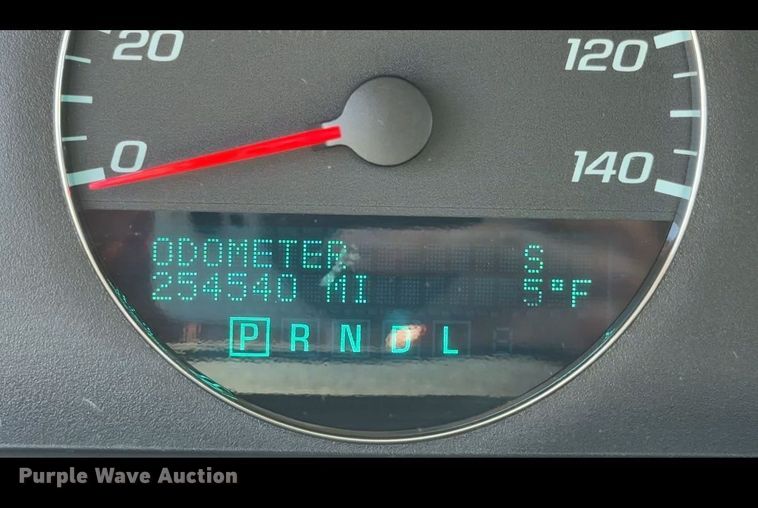 20 120
0 140
ODOMETER S
254540 MI 5°F
P R N D L
Purple Wave Auction